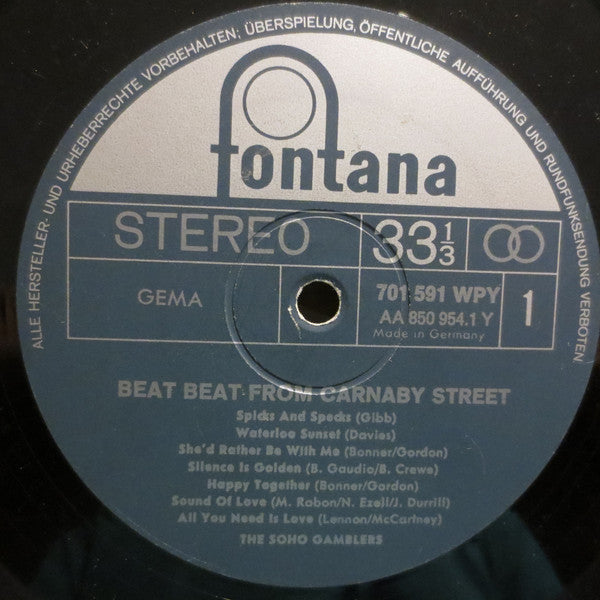 ALLE HERSTELLER- UND URHEBERRECHTE VORBEHALTEN; ÜBERSPIELUNG, ÖFFENTLICHE AUFFÜHRUNG UND RUNDFUNKSENDUNG VERBOTEN
fontana
STEREO 33 1/3
GEMA 701 591 WPY 1
AA 850 954.1 Y
Made in Germany
BEAT BEAT FROM CARNABY STREET
Spicks And Specks (Gibb)
Waterloo Sunset (Davies)
She'd Rather Be With Me (Bonner/Gordon)
Silence Is Golden (B. Gaudio/B. Crewe)
Happy Together (Bonner/Gordon)
Sound Of Love (M. Rabon/N. Ezell/J. Durrill)
All You Need Is Love (Lennon/McCartney)
THE SOHO GAMBLERS